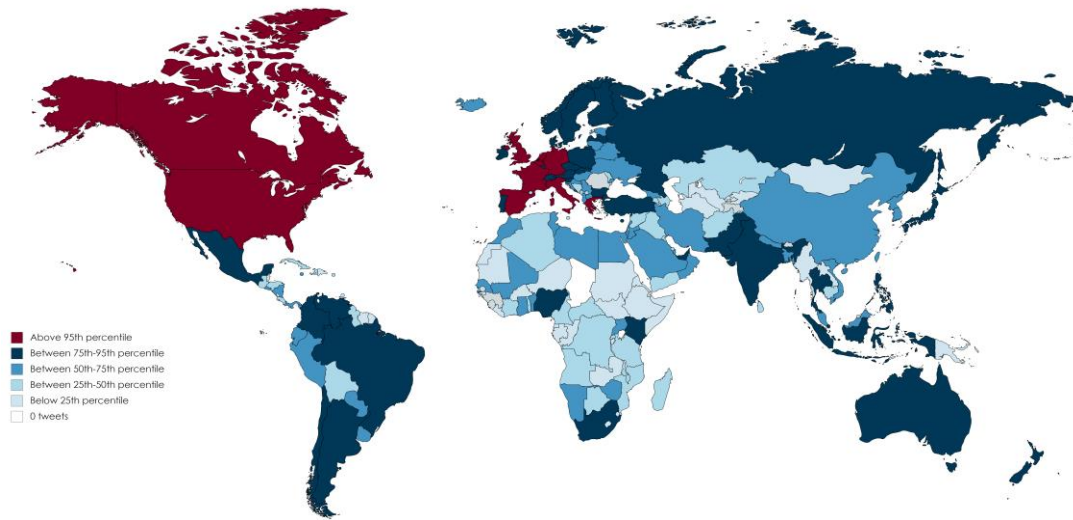 Above 95th percentile
Between 75th-95th percentile
Between 50th-75th percentile
Between 25th-50th percentile
Below 25th percentile
0 tweets